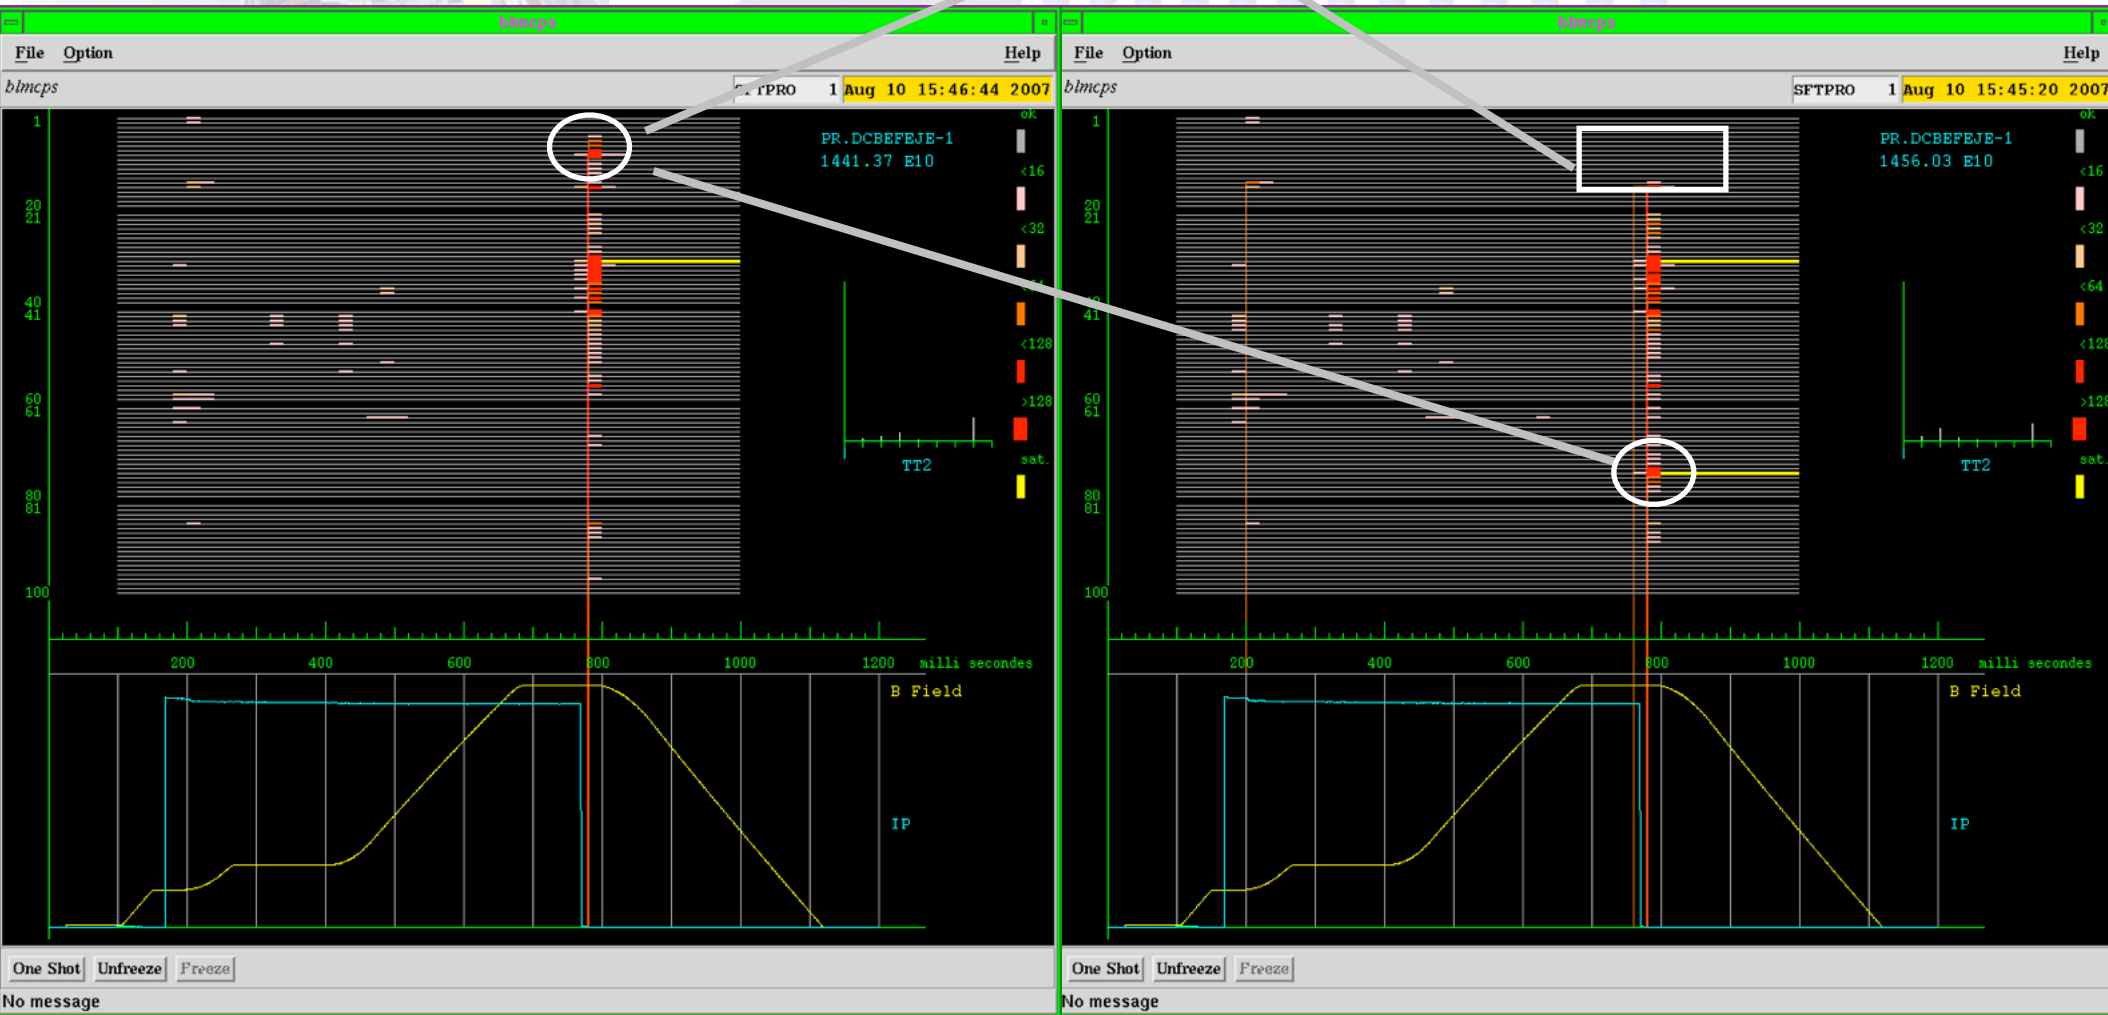 blmcps
File Option Help
blmcps
SFTPRO 1 Aug 10 15:46:44 2007
PR.DCBEFEJE-1
1441.37 E10
ok
<16
<32
<128
>128
sat.
1
20
21
40
41
60
61
80
81
100
TT2
200 400 600 800 1000 1200 milli secondes
B Field
IP
One Shot Unfreeze Freeze
No message
blmcps
File Option Help
blmcps
SFTPRO 1 Aug 10 15:45:20 2007
PR.DCBEFEJE-1
1456.03 E10
ok
<16
<32
<64
<128
>128
sat.
1
20
21
41
60
61
80
81
100
TT2
200 400 600 800 1000 1200 milli secondes
B Field
IP
One Shot Unfreeze Freeze
No message